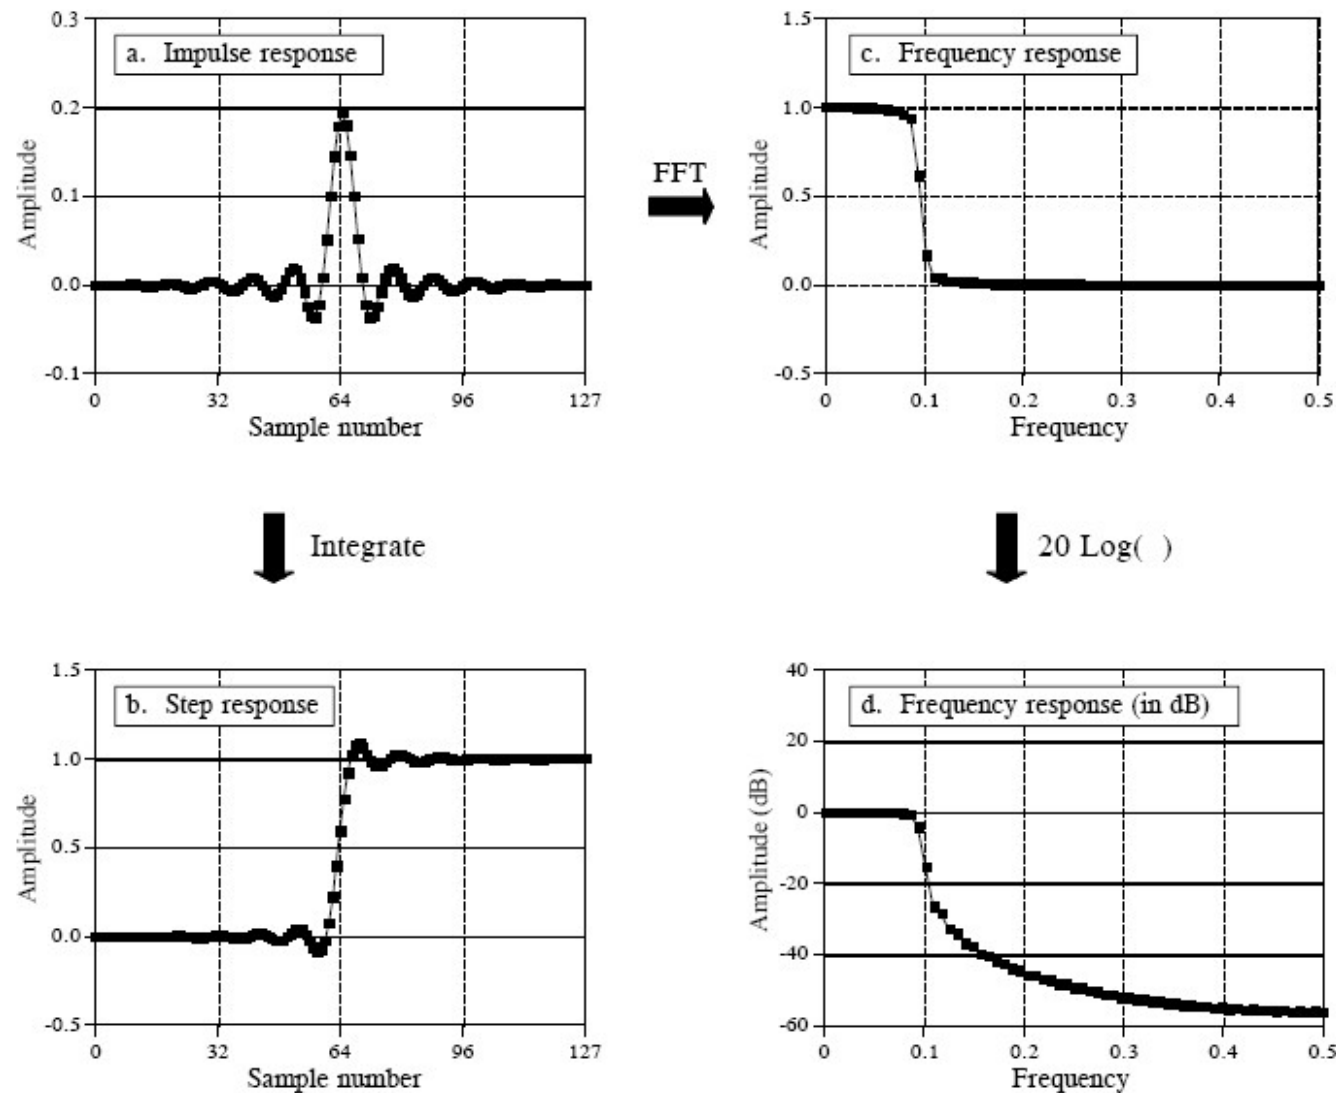 a. Impulse response
0.3
0.2
0.1
0.0
-0.1
Amplitude
0 32 64 96 127
Sample number
FFT
c. Frequency response
1.5
1.0
0.5
0.0
-0.5
Amplitude
0 0.1 0.2 0.3 0.4 0.5
Frequency
Integrate
20 Log( )
b. Step response
1.5
1.0
0.5
0.0
-0.5
Amplitude
0 32 64 96 127
Sample number
d. Frequency response (in dB)
40
20
0
-20
-40
-60
Amplitude (dB)
0 0.1 0.2 0.3 0.4 0.5
Frequency